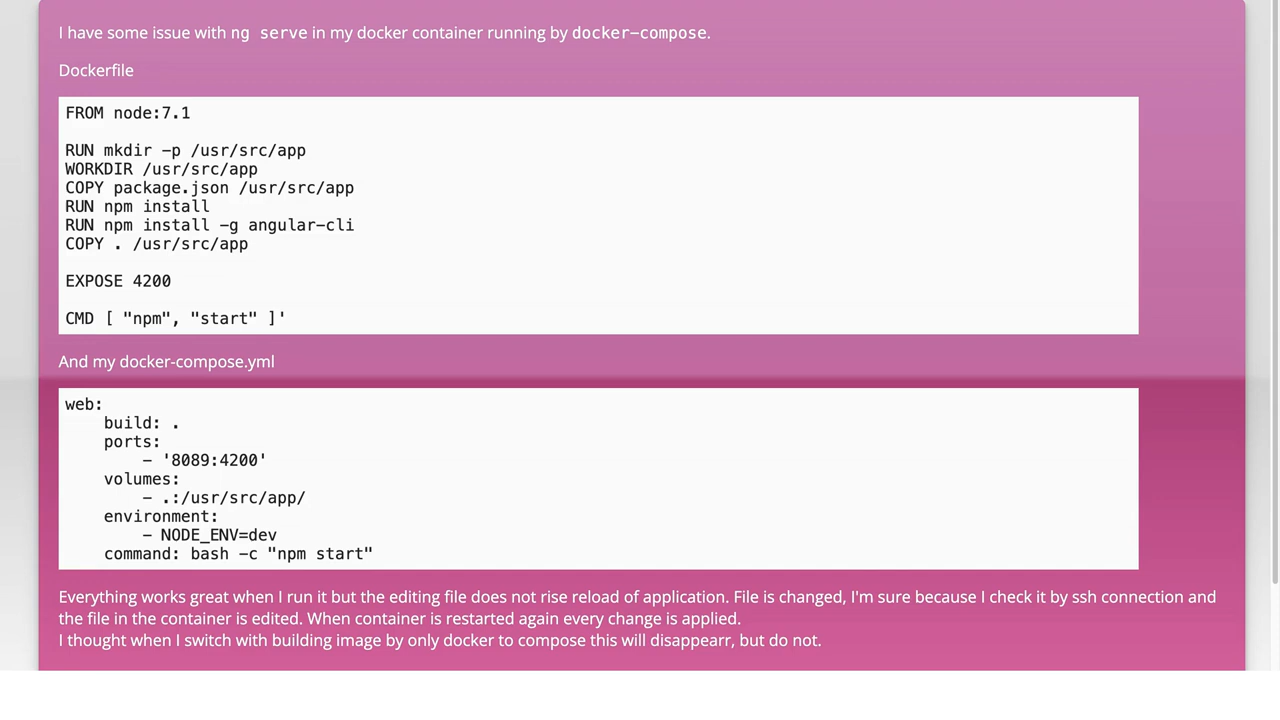 I have some issue with ng serve in my docker container running by docker-compose.
Dockerfile
FROM node:7.1
RUN mkdir -p /usr/src/app
WORKDIR /usr/src/app
COPY package.json /usr/src/app
RUN npm install
RUN npm install -g angular-cli
COPY . /usr/src/app
EXPOSE 4200
CMD [ "npm", "start" ]'
And my docker-compose.yml
web:
    build: .
    ports:
        - '8089:4200'
    volumes:
        - .:/usr/src/app/
    environment:
        - NODE_ENV=dev
    command: bash -c "npm start"
Everything works great when I run it but the editing file does not rise reload of application. File is changed, I'm sure because I check it by ssh connection and
the file in the container is edited. When container is restarted again every change is applied.
I thought when I switch with building image by only docker to compose this will disappearr, but do not.